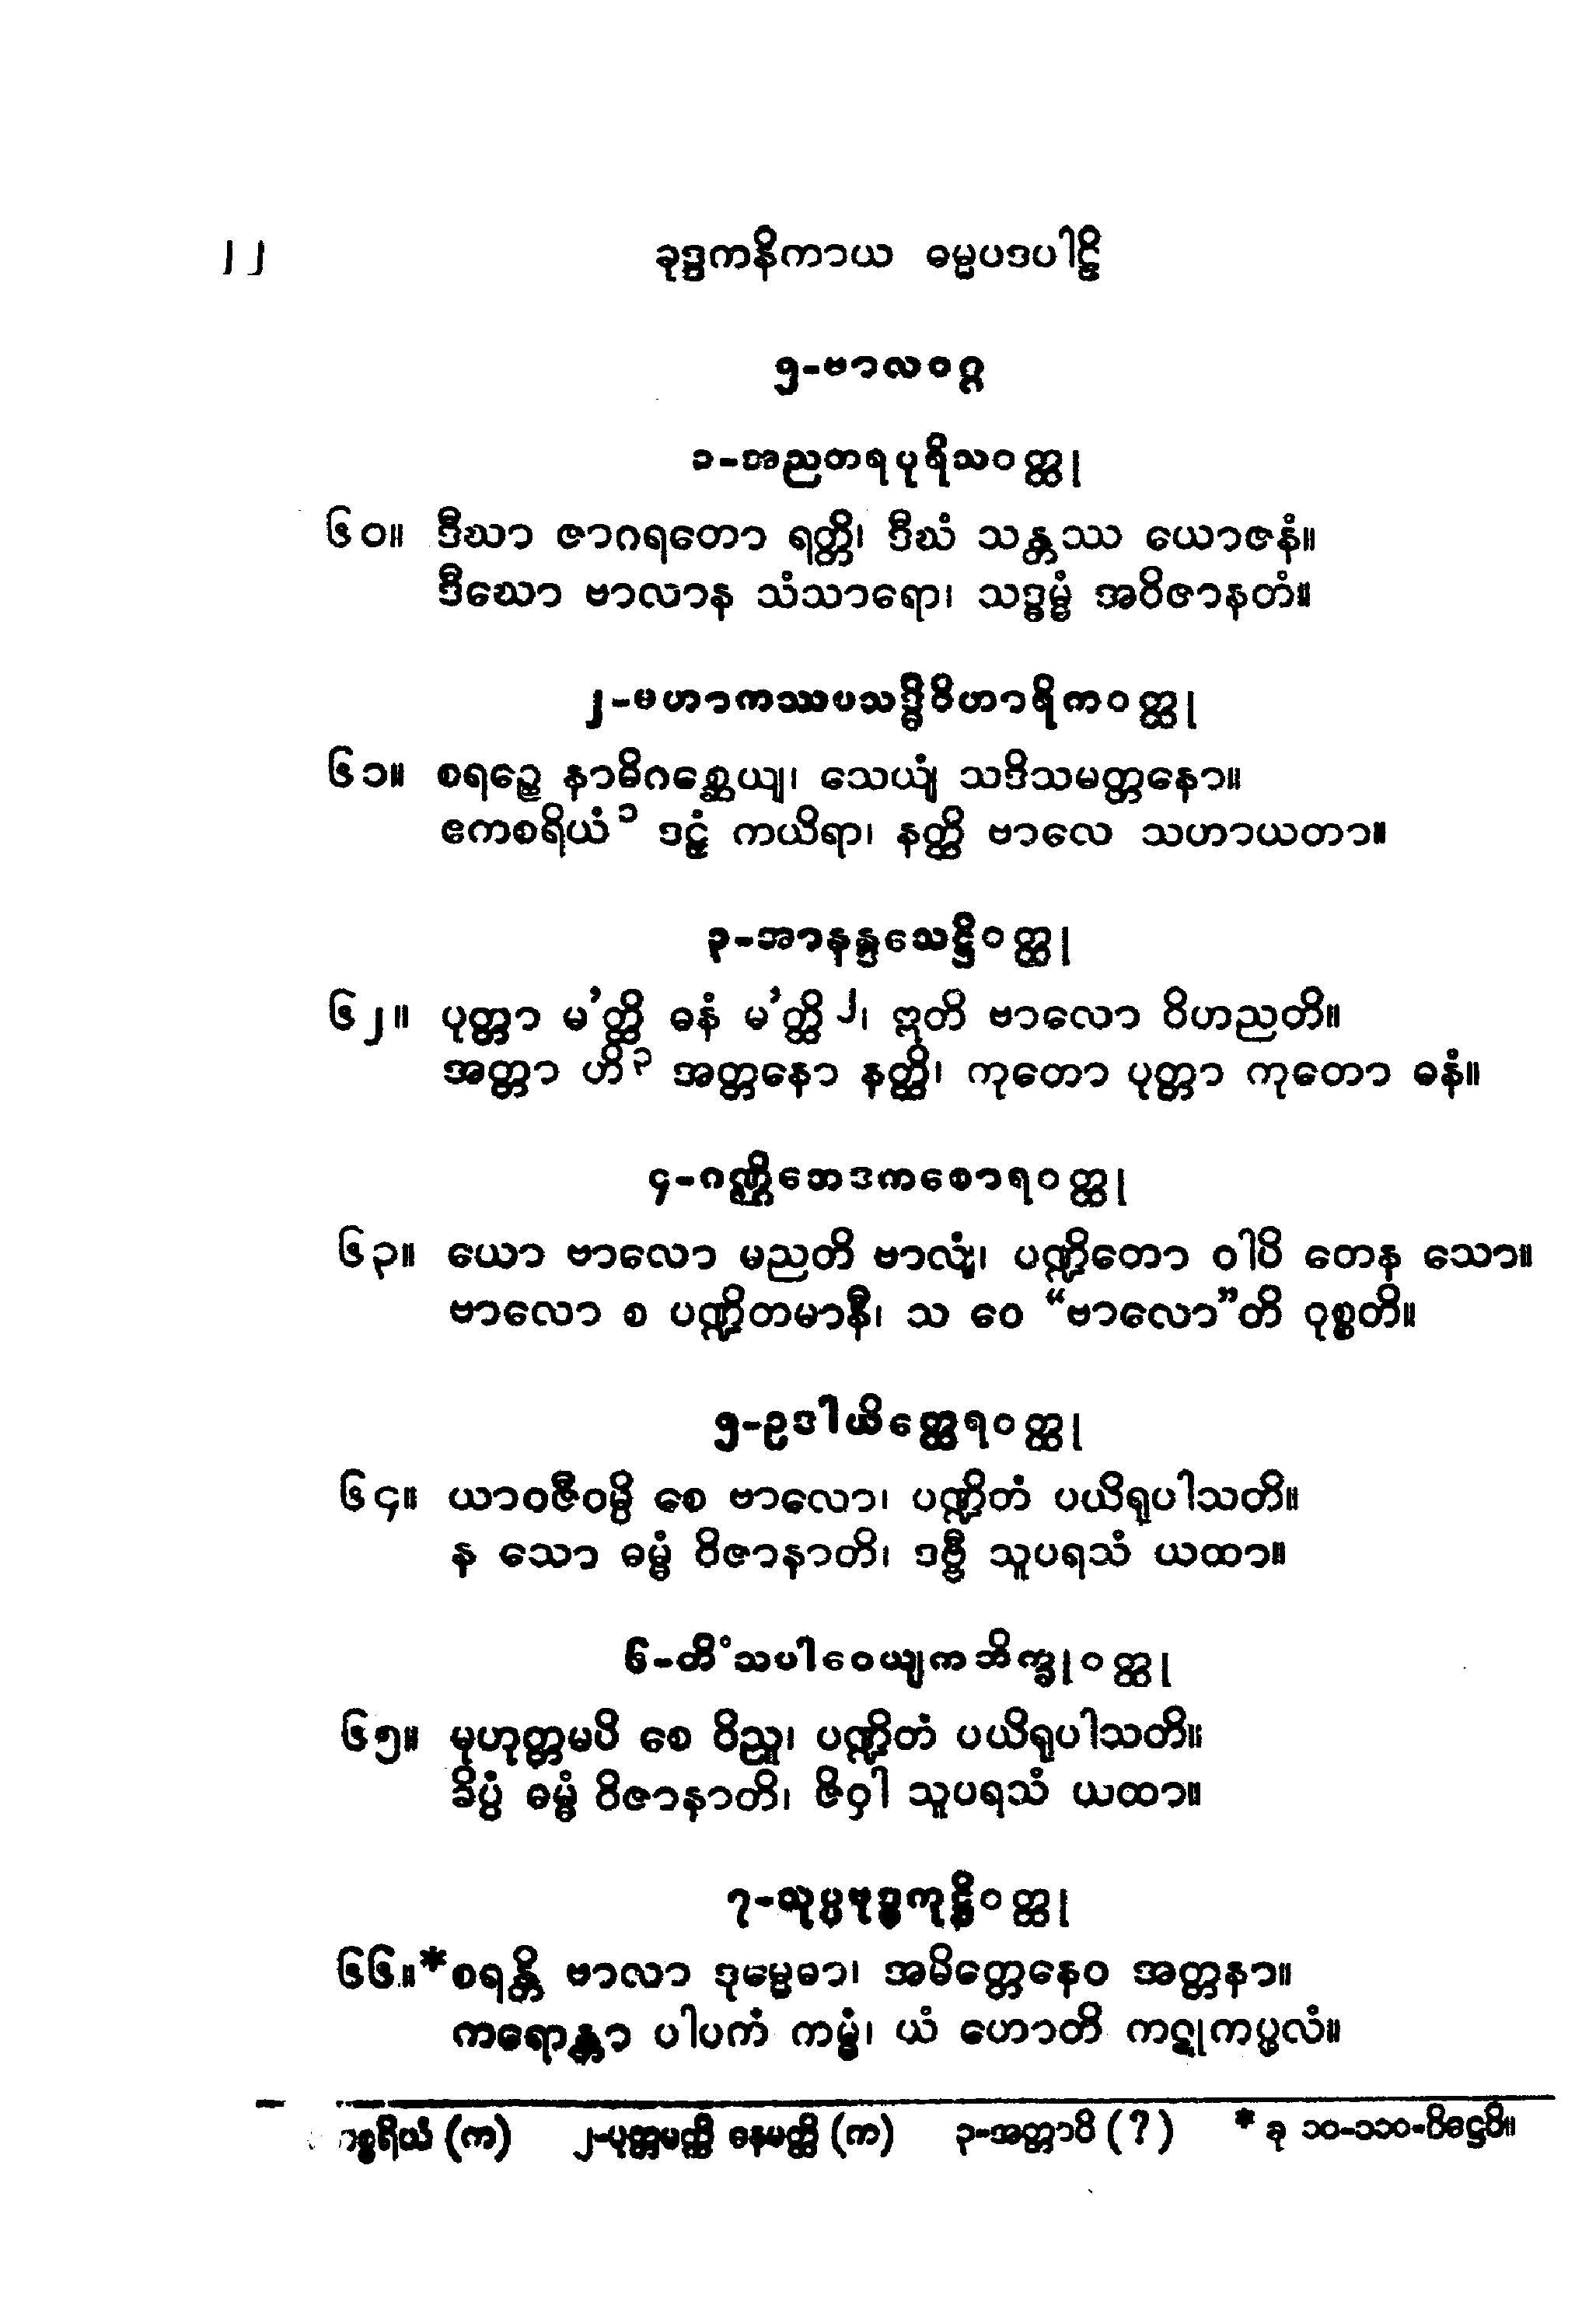 ၂၂ ခုဒ္ဒကနိကာယ ဓမ္မပဒပါဠိ
၅-ဗာလဝဂ္ဂ
၁-အညတရပုရိသဝတ္ထု
၆၀။ ဒီဃာ ဇာဂရတော ရတ္တိ၊ ဒီဃံ သန္တဿ ယောဇနံ။
ဒီဃော ဗာလာန သံသာရော၊ သဒ္ဓမ္မံ အဝိဇာနတံ။
၂-မဟာကဿပသဒ္ဓိဝိဟာရိကဝတ္ထု
၆၁။ စရဉ္စေ နာဓိဂစ္ဆေယျ၊ သေယျံ သဒိသမတ္တနော။
ဧကစရိယံ၁ ဒဠှံ ကယိရာ၊ နတ္ထိ ဗာလေ သဟာယတာ။
၃-အာနန္ဒသေဋ္ဌိဝတ္ထု
၆၂။ ပုတ္တာ မ’တ္ထိ ဓနံ မ’တ္ထိ၂၊ ဣတိ ဗာလော ဝိဟညတိ။
အတ္တာ ဟိ၃ အတ္တနော နတ္ထိ၊ ကုတော ပုတ္တာ ကုတော ဓနံ။
၄-ဂဏ္ဌိဘေဒကစောရဝတ္ထု
၆၃။ ယော ဗာလော မညတိ ဗာလျံ၊ ပဏ္ဍိတော ဝါပိ တေန သော။
ဗာလော စ ပဏ္ဍိတမာနီ၊ သ ဝေ “ဗာလော”တိ ဝုစ္စတိ။
၅-ဥဒါယိတ္ထေရဝတ္ထု
၆၄။ ယာဝဇီဝမ္ပိ စေ ဗာလော၊ ပဏ္ဍိတံ ပယိရုပါသတိ။
န သော ဓမ္မံ ဝိဇာနာတိ၊ ဒဗ္ဗီ သူပရသံ ယထာ။
၆-တိံသပါဝေယျကဘိက္ခုဝတ္ထု
၆၅။ မုဟုတ္တမပိ စေ ဝိညူ၊ ပဏ္ဍိတံ ပယိရုပါသတိ။
ခိပ္ပံ ဓမ္မံ ဝိဇာနာတိ၊ ဇိဝှါ သူပရသံ ယထာ။
၇-သုပ္ပဗုဒ္ဓကုဋ္ဌိဝတ္ထု
၆၆။*စရန္တိ ဗာလာ ဒုမ္မေဓာ၊ အမိတ္တေနေဝ အတ္တနာ။
ကရောန္တာ ပါပကံ ကမ္မံ၊ ယံ ဟောတိ ကဋုကပ္ဖလံ။
(က) ၂-ပုတ္တမတ္ထိ ဓနမတ္ထိ (က) ၃-အတ္တာပိ (?) * ခု ၁၀-၁၁၀-ပိဋ္ဌေပိ။